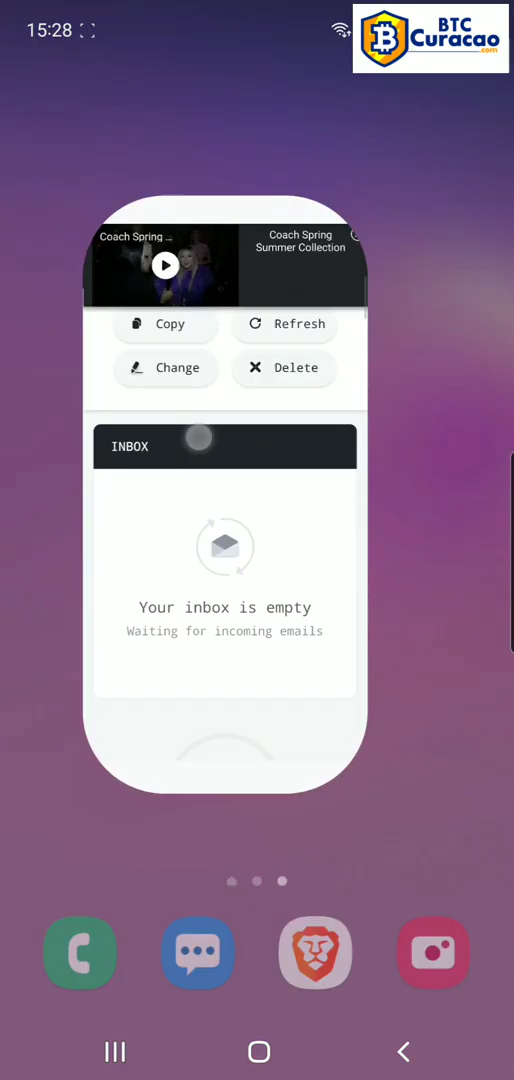 15:28
BTC
Curacao
.com
Coach Spring ...
Coach Spring
Summer Collection
Copy
Refresh
Change
Delete
INBOX
Your inbox is empty
Waiting for incoming emails